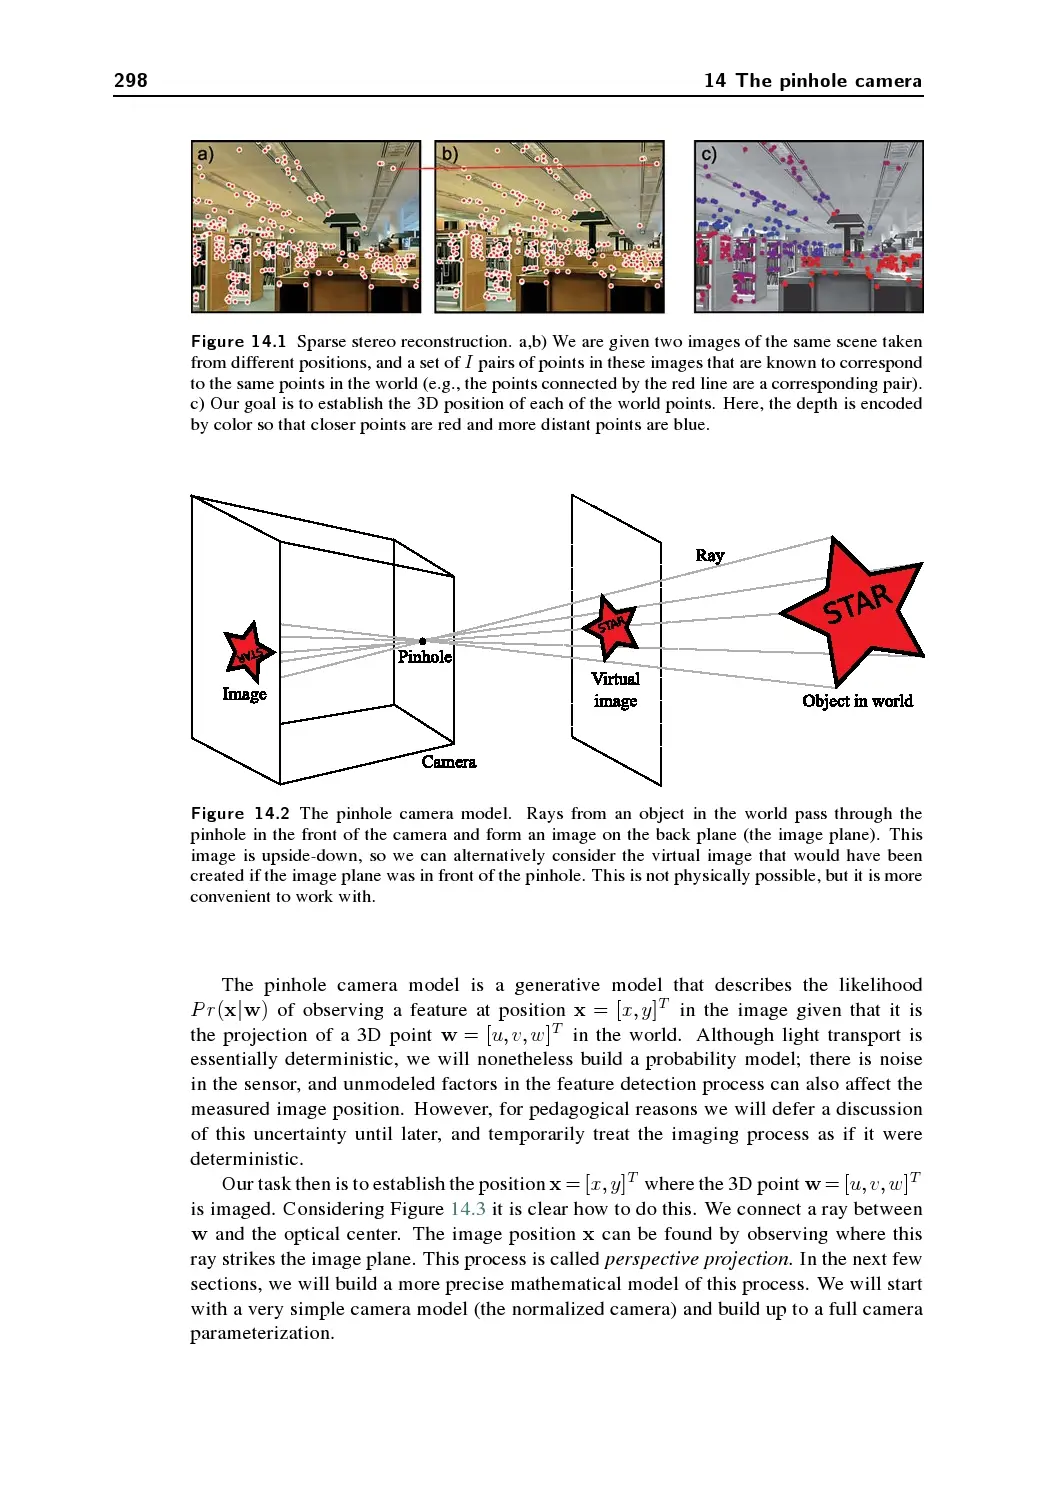 298
14 The pinhole camera
a)
b)
c)
Figure 14.1 Sparse stereo reconstruction. a,b) We are given two images of the same scene taken
from different positions, and a set of I pairs of points in these images that are known to correspond
to the same points in the world (e.g., the points connected by the red line are a corresponding pair).
c) Our goal is to establish the 3D position of each of the world points. Here, the depth is encoded
by color so that closer points are red and more distant points are blue.
Ray
STAR
STAR
STAR
Pinhole
Image
Virtual
image
Object in world
Camera
Figure 14.2 The pinhole camera model. Rays from an object in the world pass through the
pinhole in the front of the camera and form an image on the back plane (the image plane). This
image is upside-down, so we can alternatively consider the virtual image that would have been
created if the image plane was in front of the pinhole. This is not physically possible, but it is more
convenient to work with.
The pinhole camera model is a generative model that describes the likelihood
Pr(x|w) of observing a feature at position x = [x, y]^T in the image given that it is
the projection of a 3D point w = [u, v, w]^T in the world. Although light transport is
essentially deterministic, we will nonetheless build a probability model; there is noise
in the sensor, and unmodeled factors in the feature detection process can also affect the
measured image position. However, for pedagogical reasons we will defer a discussion
of this uncertainty until later, and temporarily treat the imaging process as if it were
deterministic.
Our task then is to establish the position x = [x, y]^T where the 3D point w = [u, v, w]^T
is imaged. Considering Figure 14.3 it is clear how to do this. We connect a ray between
w and the optical center. The image position x can be found by observing where this
ray strikes the image plane. This process is called perspective projection. In the next few
sections, we will build a more precise mathematical model of this process. We will start
with a very simple camera model (the normalized camera) and build up to a full camera
parameterization.